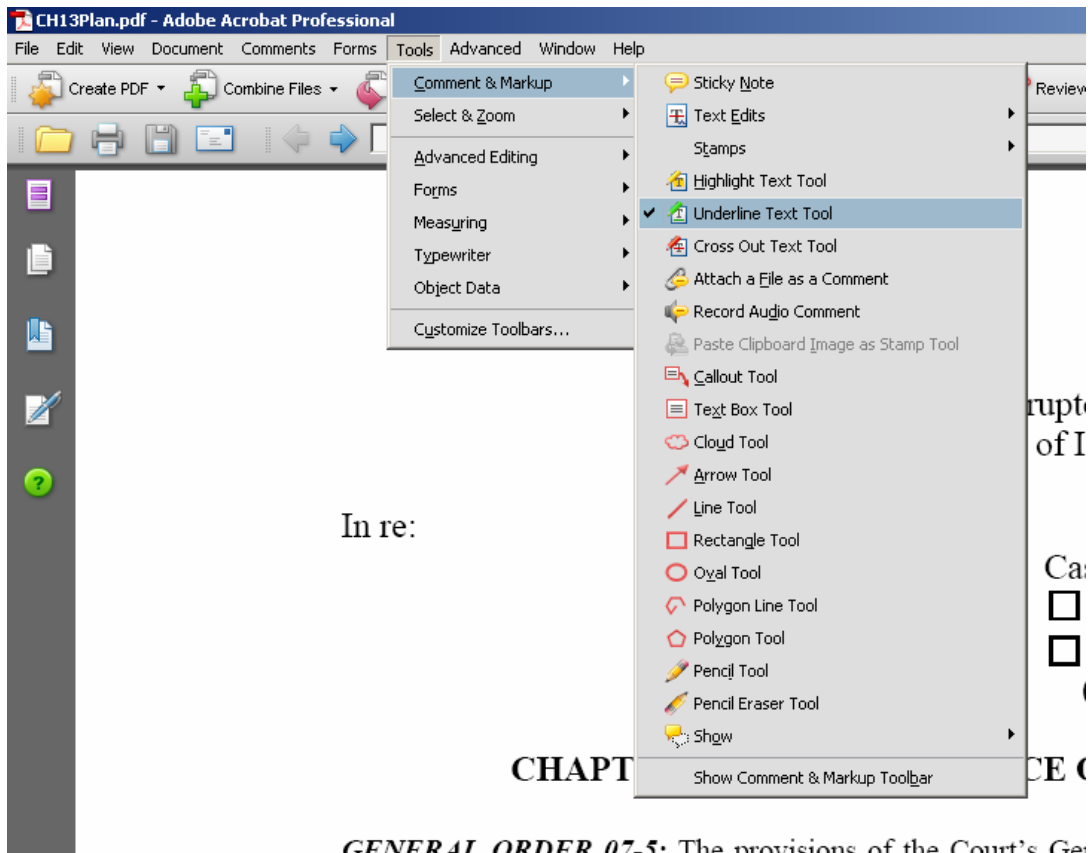 CH13Plan.pdf - Adobe Acrobat Professional
File Edit View Document Comments Forms Tools Advanced Window Help
Create PDF Combine Files
Comment & Markup
Select & Zoom
Advanced Editing
Forms
Measuring
Typewriter
Object Data
Customize Toolbars...
Sticky Note
Text Edits
Stamps
Highlight Text Tool
Underline Text Tool
Cross Out Text Tool
Attach a File as a Comment
Record Audio Comment
Paste Clipboard Image as Stamp Tool
Callout Tool
Text Box Tool
Cloud Tool
Arrow Tool
Line Tool
Rectangle Tool
Oval Tool
Polygon Line Tool
Polygon Tool
Pencil Tool
Pencil Eraser Tool
Show
Show Comment & Markup Toolbar
Review
rupt
of I
In re:
Cas
CHAPT
CE
GENERAL ORDER 07-5: The provisions of the Court's Ge